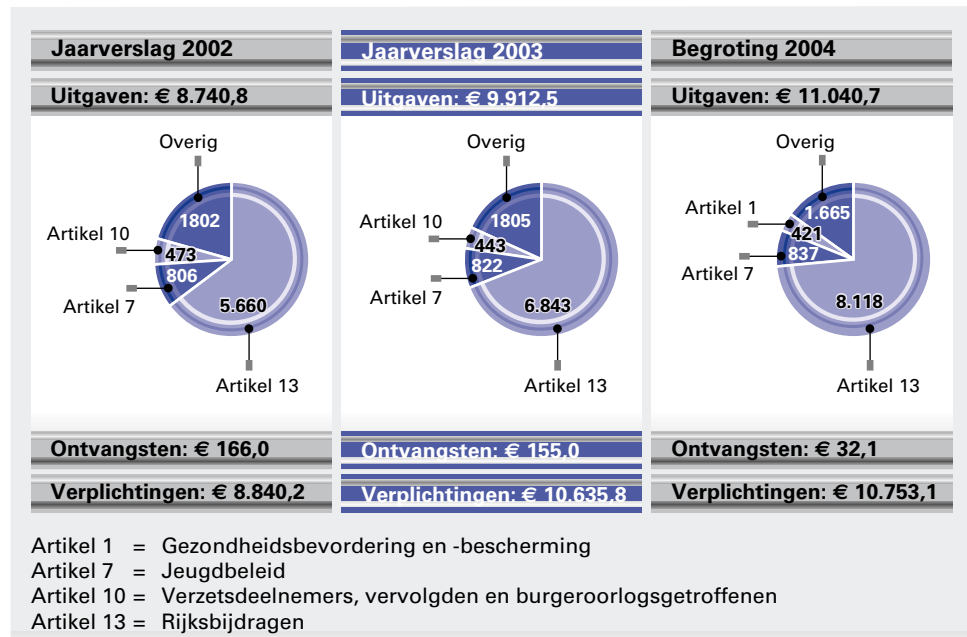 Jaarverslag 2002
Uitgaven: € 8.740,8
Overig
1802
Artikel 10
473
806
Artikel 7
5.660
Artikel 13
Ontvangsten: € 166,0
Verplichtingen: € 8.840,2
Jaarverslag 2003
Uitgaven: € 9.912,5
Overig
1805
Artikel 10
443
822
Artikel 7
6.843
Artikel 13
Ontvangsten: € 155,0
Verplichtingen: € 10.635,8
Begroting 2004
Uitgaven: € 11.040,7
Overig
1.665
Artikel 1
421
837
Artikel 7
8.118
Artikel 13
Ontvangsten: € 32,1
Verplichtingen: € 10.753,1
Artikel 1 = Gezondheidsbevordering en -bescherming
Artikel 7 = Jeugdbeleid
Artikel 10 = Verzetsdeelnemers, vervolgden en burgeroorlogsgetroffenen
Artikel 13 = Rijksbijdragen